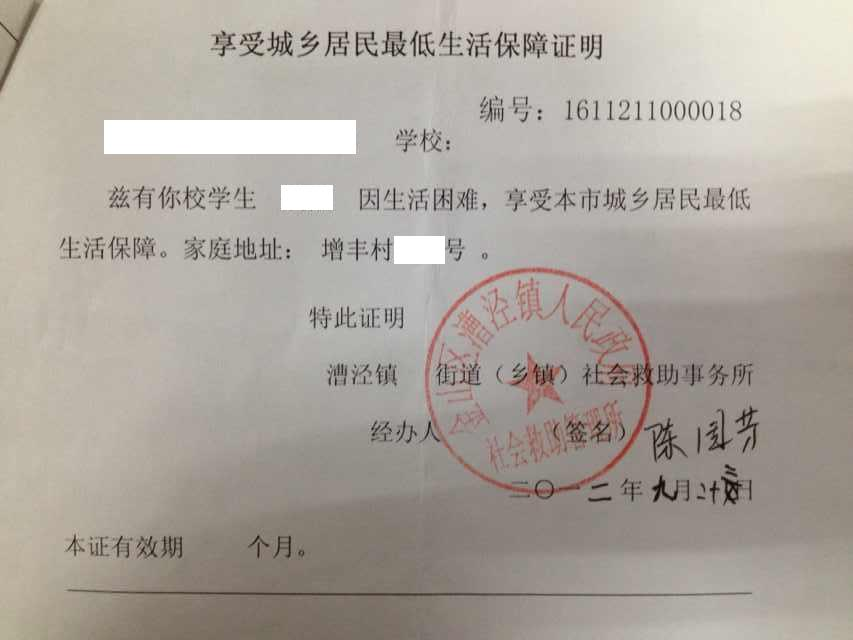 享受城乡居民最低生活保障证明
编号：1611211000018
学校：
兹有你校学生 因生活困难，享受本市城乡居民最低
生活保障。家庭地址： 增丰村 号 。
特此证明
漕泾镇 街道（乡镇）社会救助事务所
经办人 （签名）陈国芳
二〇一二年九月二十 日
本证有效期 个月。
金山区漕泾镇人民政府
社会救助管理所